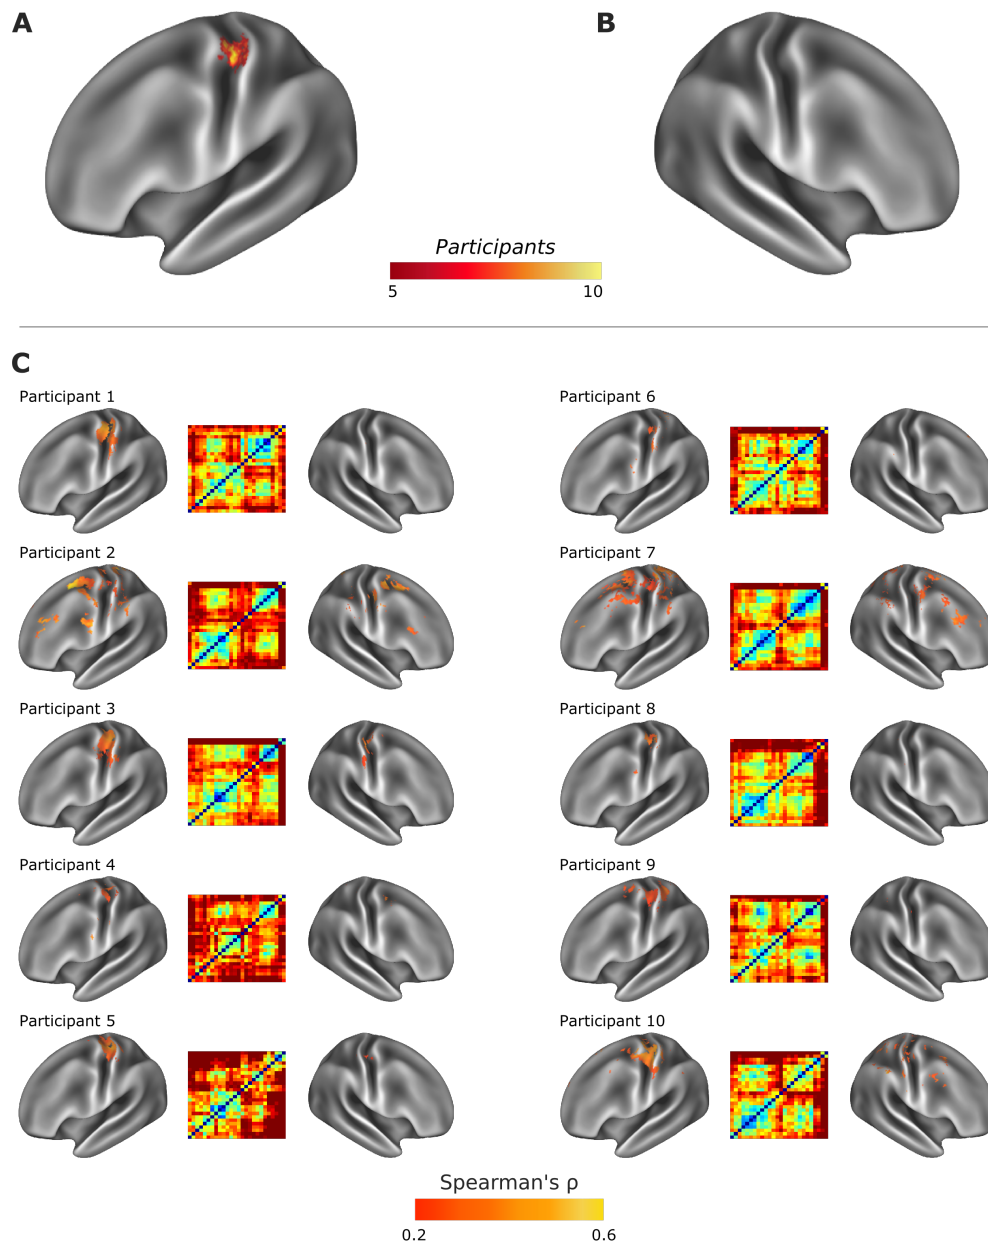 A
B
Participants
5 10
C
Participant 1
Participant 6
Participant 2
Participant 7
Participant 3
Participant 8
Participant 4
Participant 9
Participant 5
Participant 10
Spearman's ρ
0.2 0.6